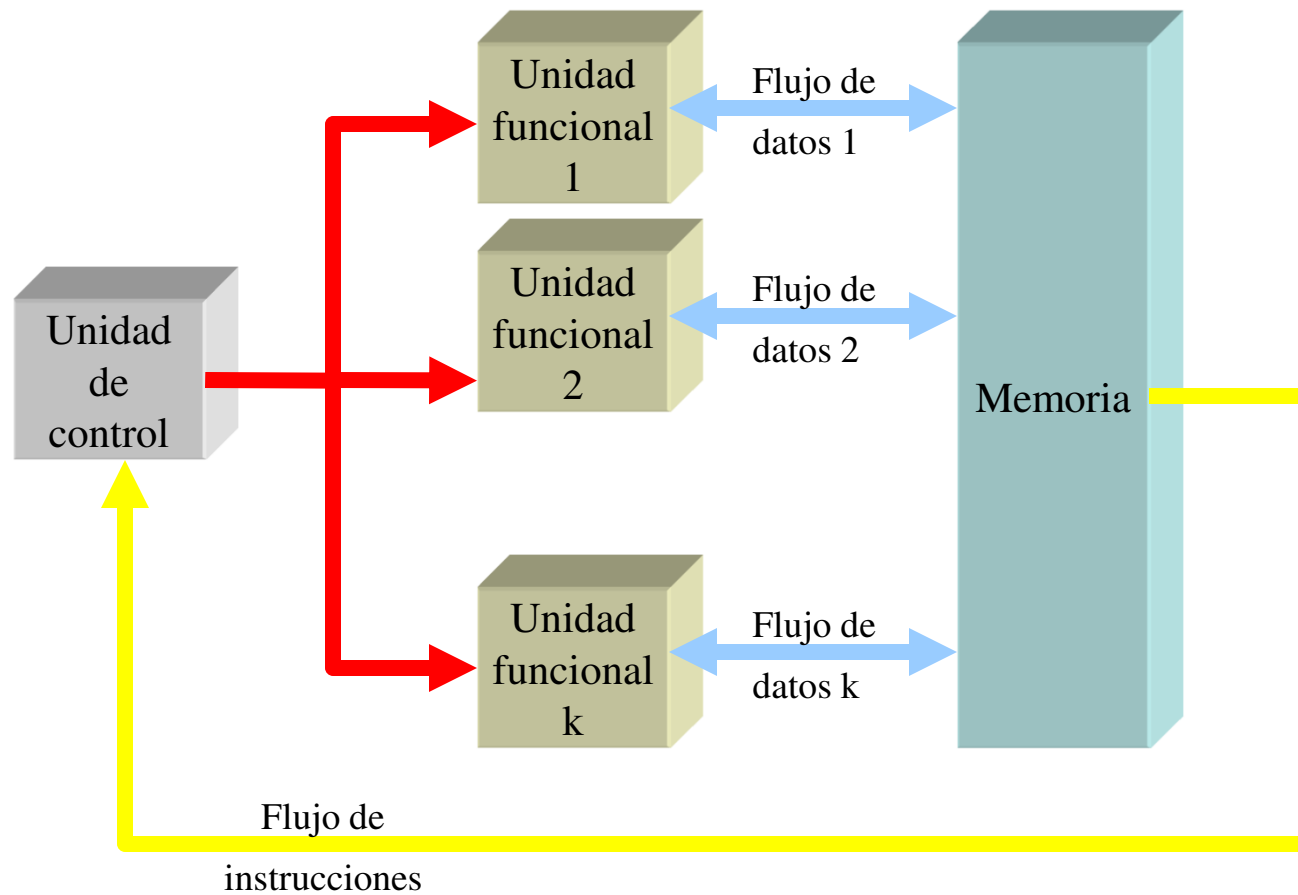 Unidad
funcional
1
Flujo de
datos 1
Unidad
funcional
2
Flujo de
datos 2
Unidad
de
control
Memoria
Unidad
funcional
k
Flujo de
datos k
Flujo de
instrucciones